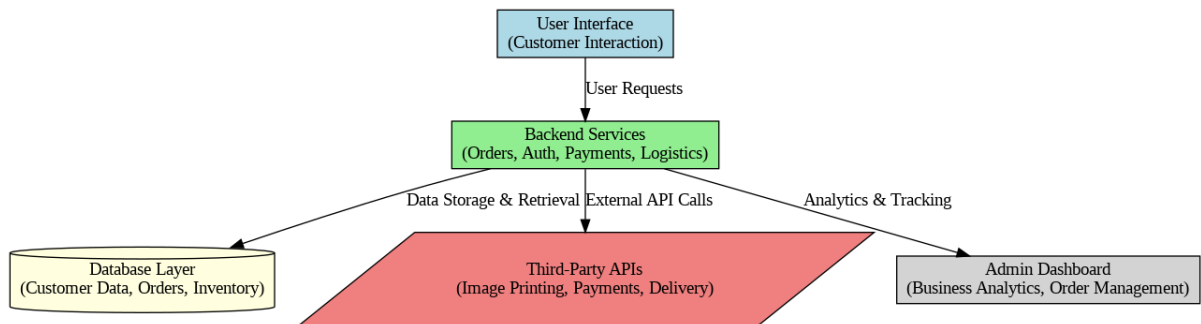 User Interface
(Customer Interaction)
User Requests
Backend Services
(Orders, Auth, Payments, Logistics)
Data Storage & Retrieval
External API Calls
Analytics & Tracking
Database Layer
(Customer Data, Orders, Inventory)
Third-Party APIs
(Image Printing, Payments, Delivery)
Admin Dashboard
(Business Analytics, Order Management)